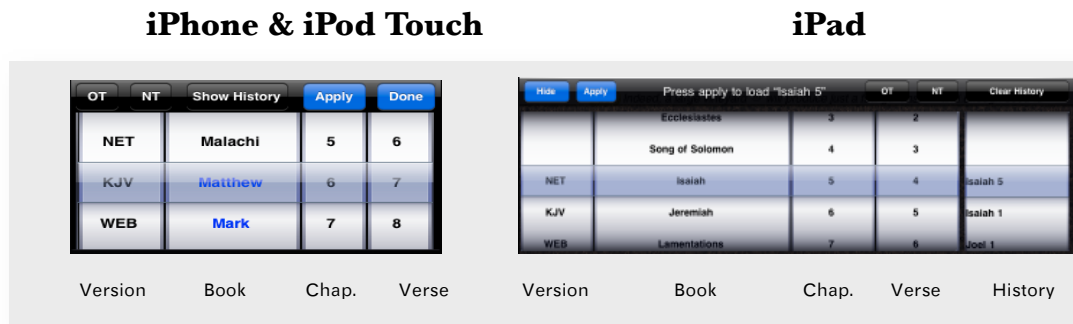 iPhone & iPod Touch
iPad
OT NT Show History Apply Done
NET Malachi 5 6
KJV Matthew 6 7
WEB Mark 7 8
Version Book Chap. Verse
Hide Apply Press apply to load "Isaiah 5" OT NT Clear History
Ecclesiastes 3 2
Song of Solomon 4 3
NET Isaiah 5 4 Isaiah 5
KJV Jeremiah 6 5 Isaiah 1
WEB Lamentations 7 6 Joel 1
Version Book Chap. Verse History